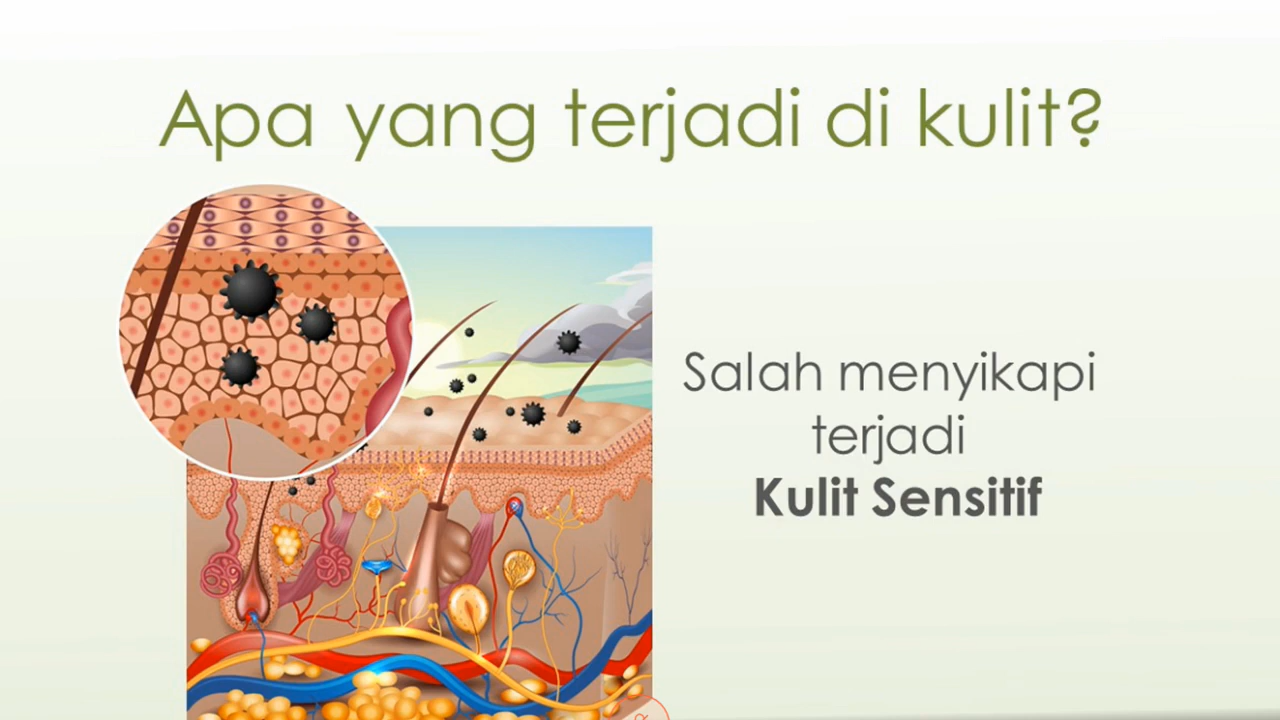 Apa yang terjadi di kulit?
Salah menyikapi
terjadi
Kulit Sensitif